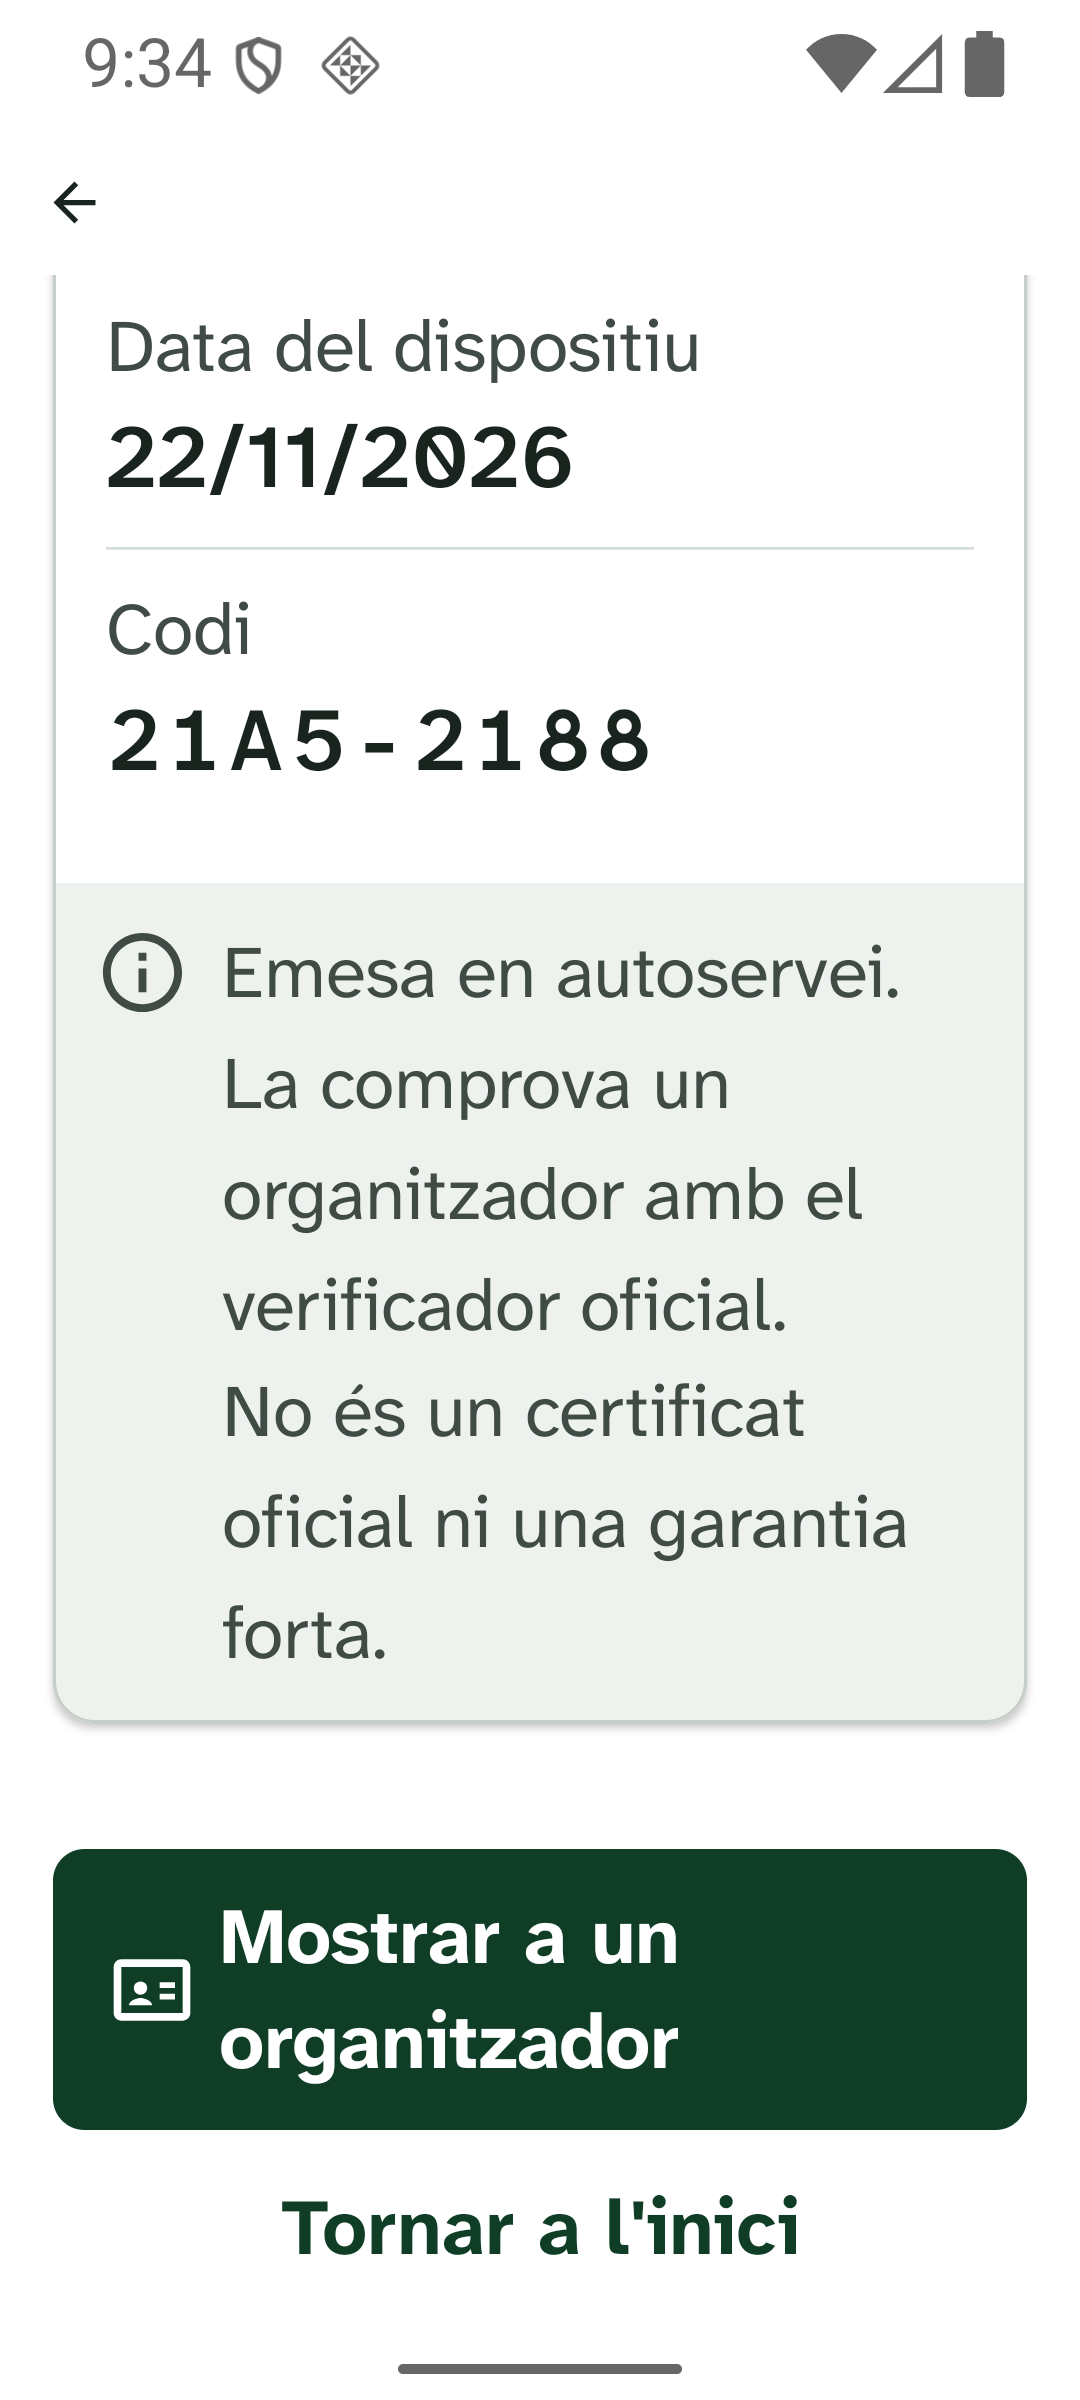 9:34
Data del dispositiu
22/11/2026
Codi
21A5-2188
Emesa en autoservei.
La comprova un
organitzador amb el
verificador oficial.
No és un certificat
oficial ni una garantia
forta.
Mostrar a un
organitzador
Tornar a l'inici